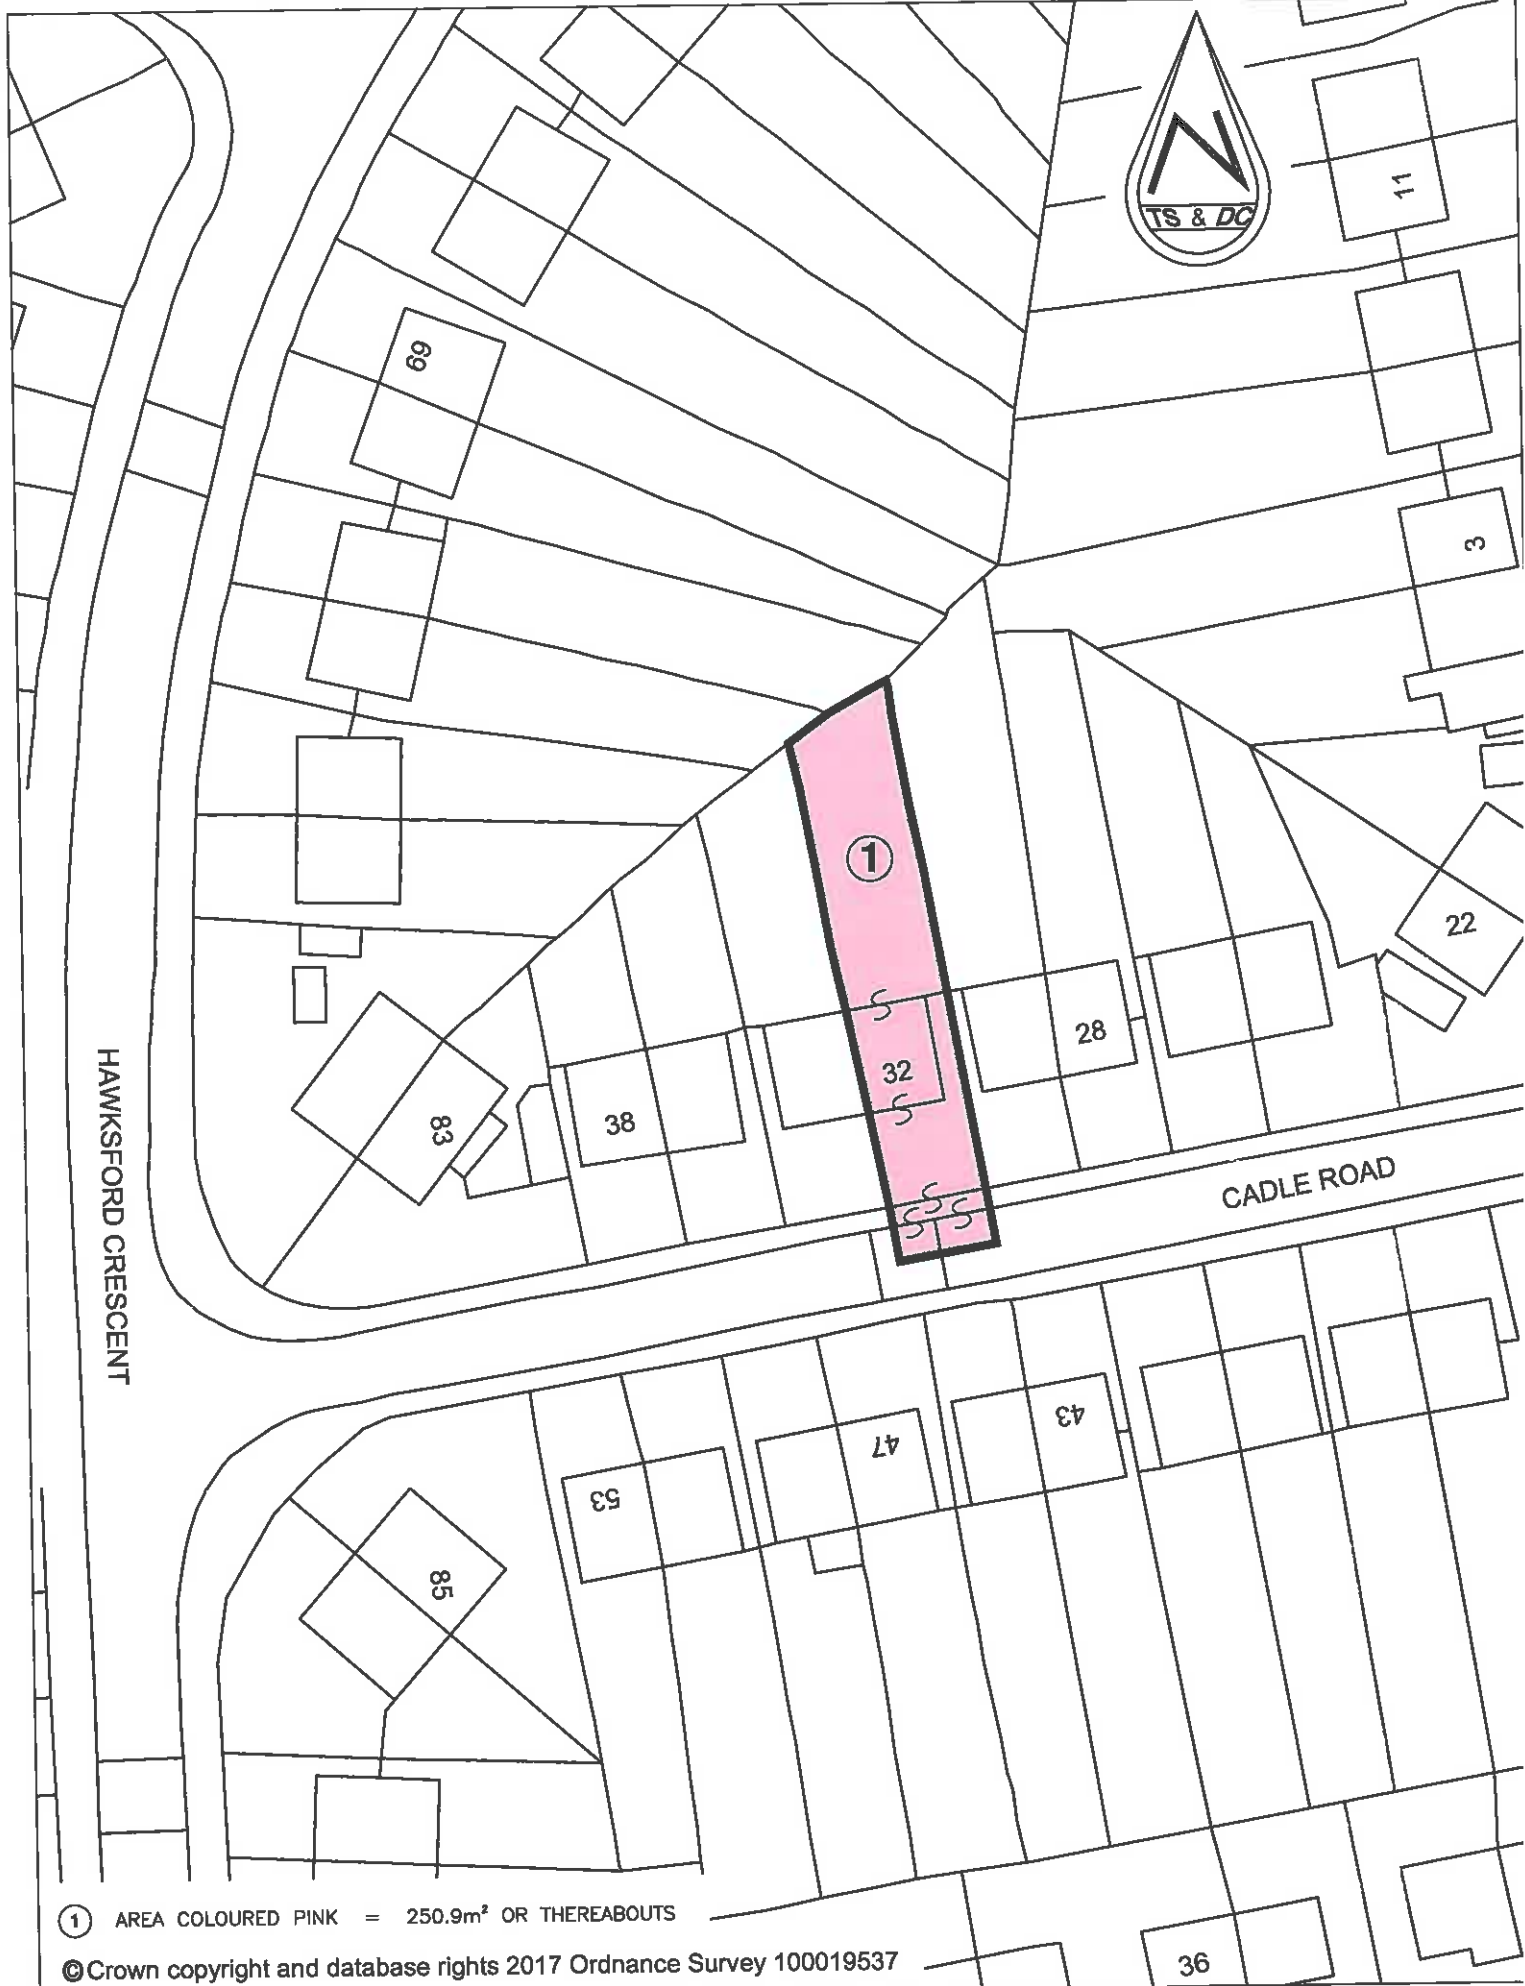 N
TS & DC
11
69
3
1
22
32
28
38
83
HAWKSFORD CRESCENT
CADLE ROAD
43
47
53
85
1 AREA COLOURED PINK = 250.9m² OR THEREABOUTS
©Crown copyright and database rights 2017 Ordnance Survey 100019537
36